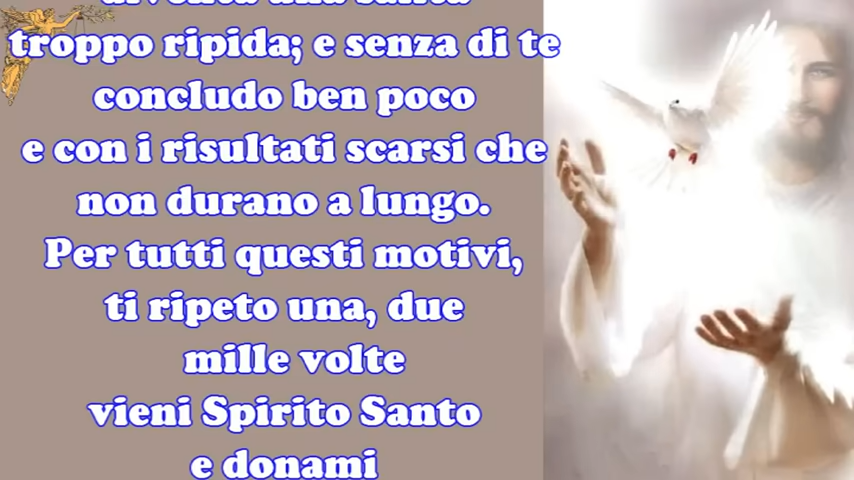 troppo ripida; e senza di te
concludo ben poco
e con i risultati scarsi che
non durano a lungo.
Per tutti questi motivi,
ti ripeto una, due
mille volte
vieni Spirito Santo
e donami